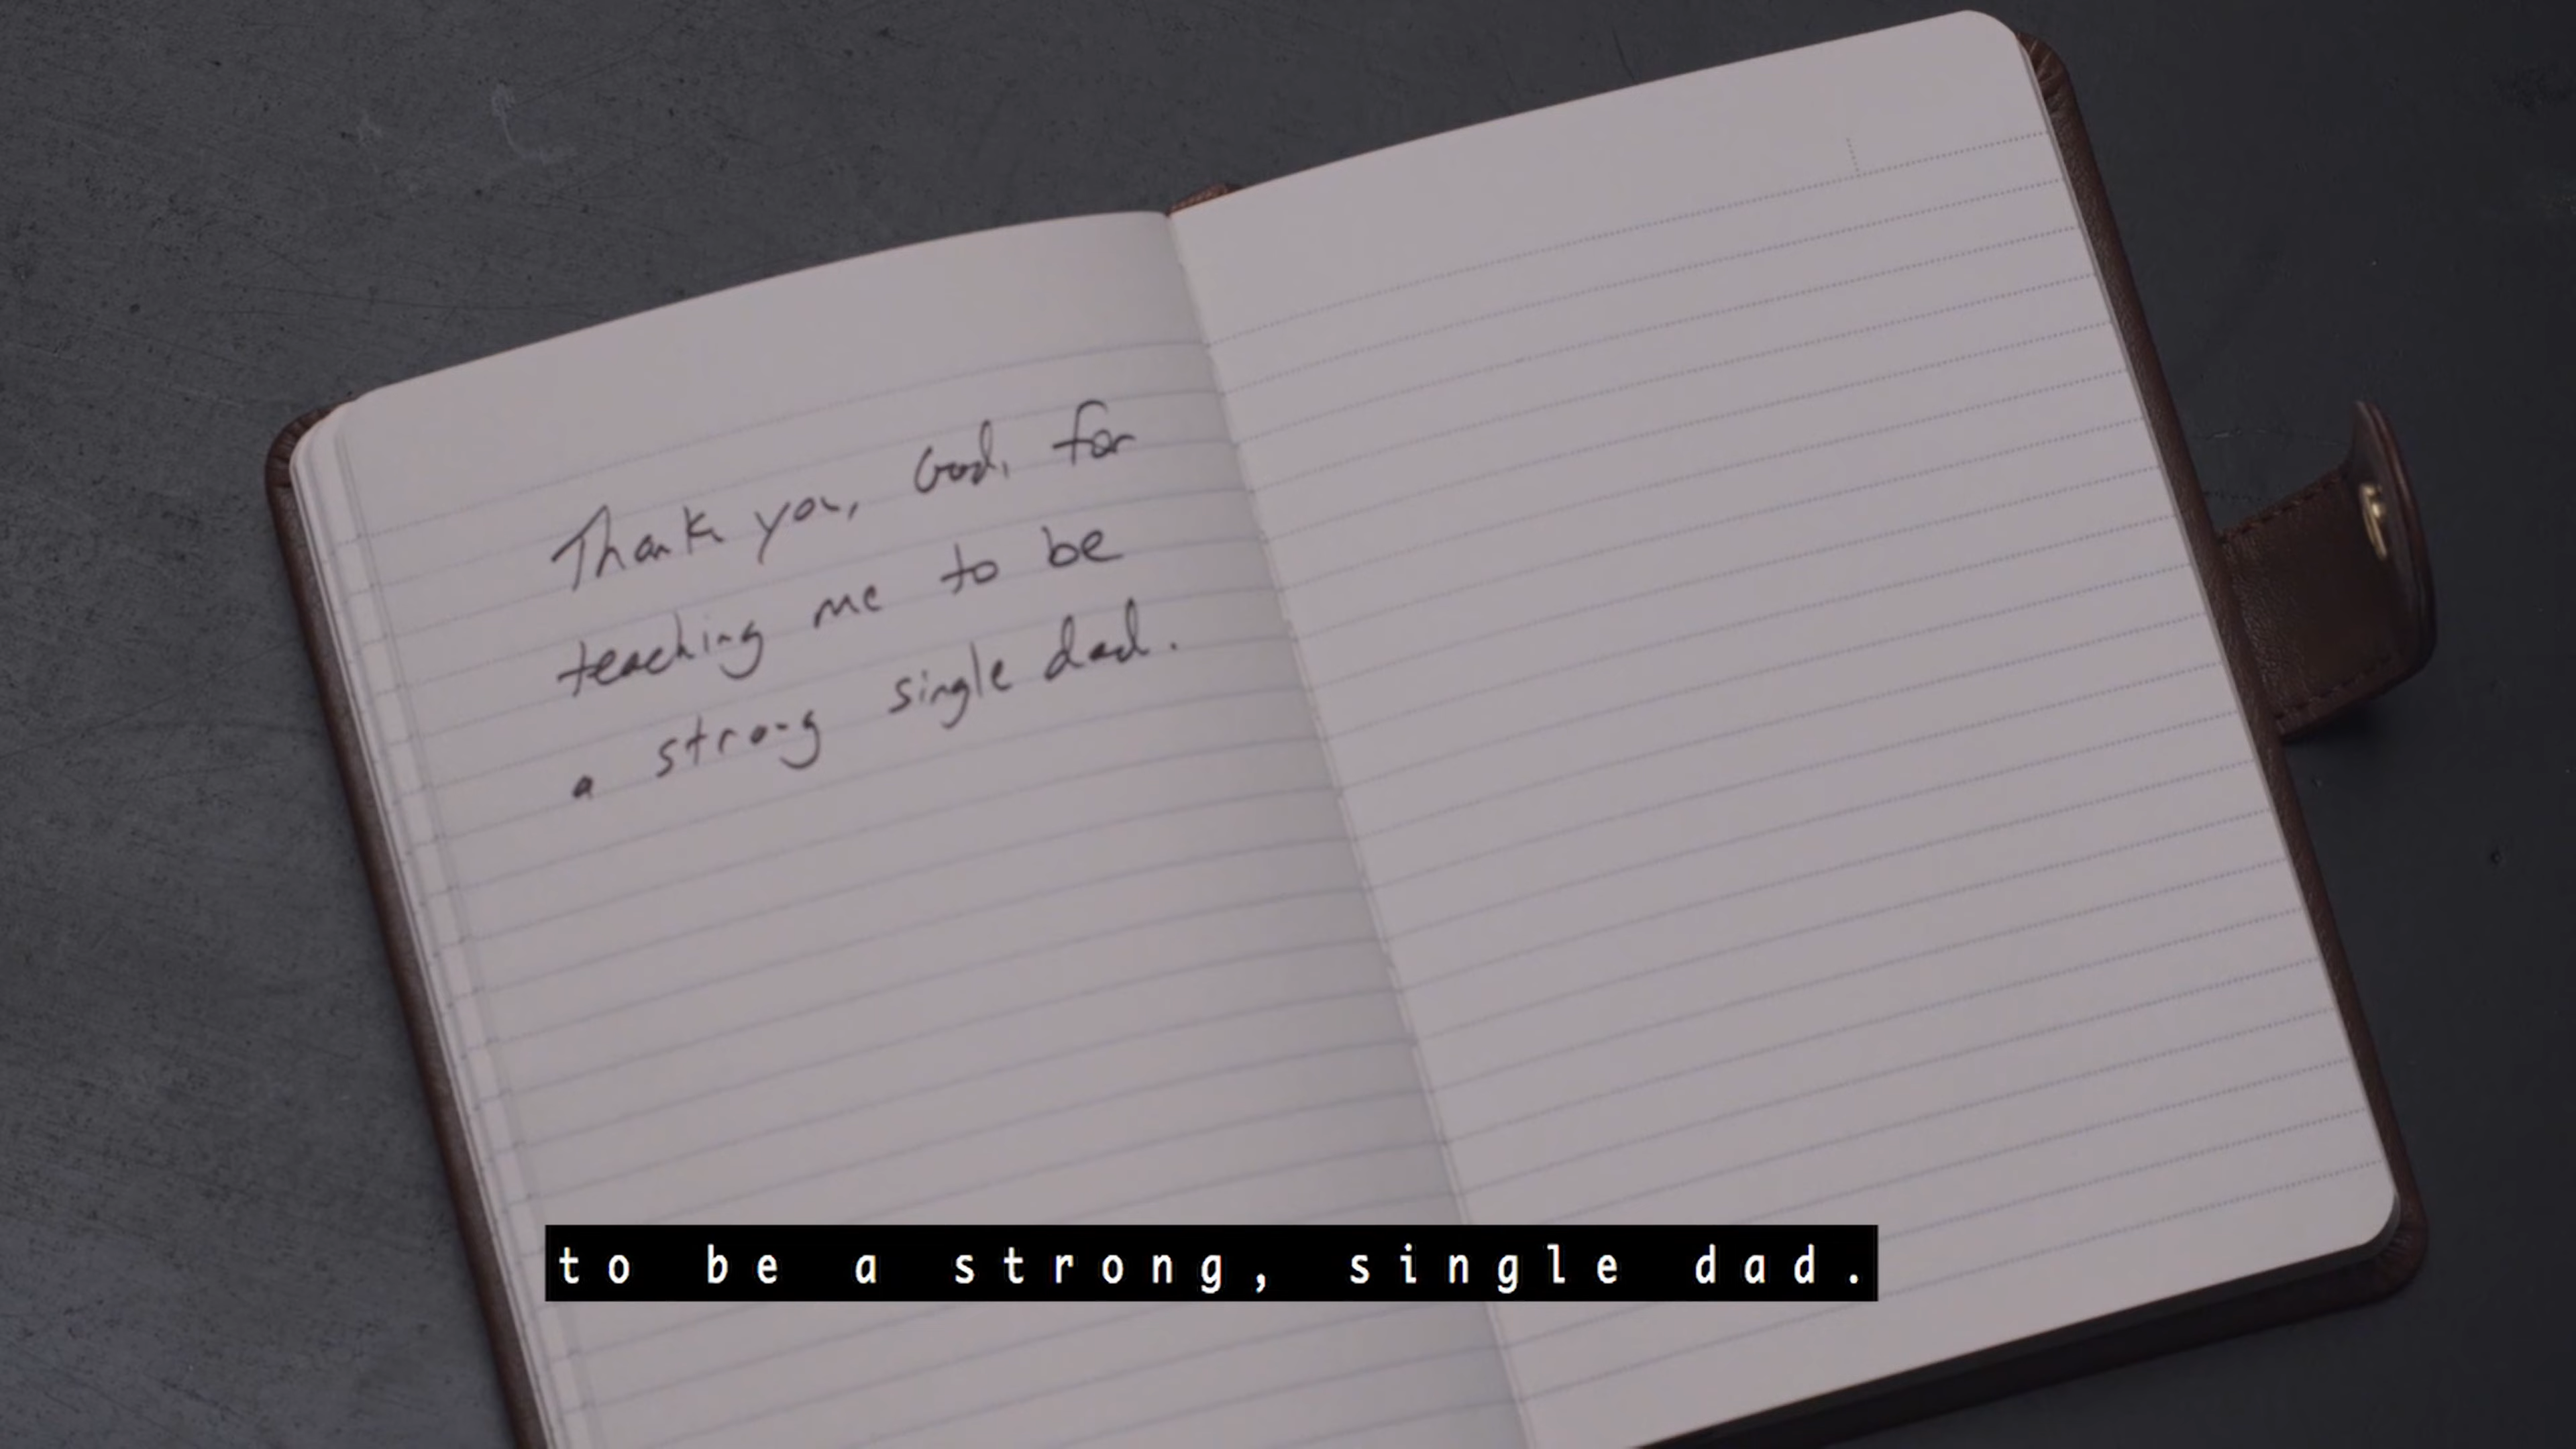 Thank you, God, for
teaching me to be
a strong single dad.
to be a strong, single dad.